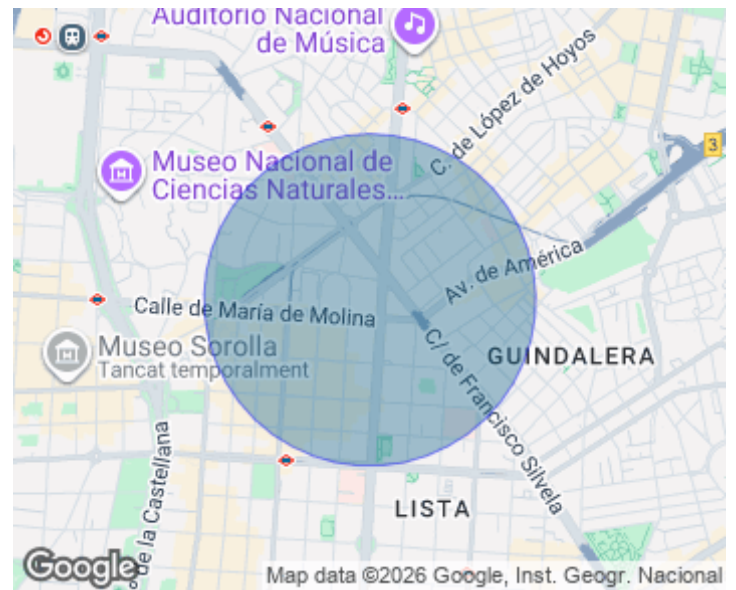 Auditorio Nacional
de Música
C. de López de Hoyos
3
Museo Nacional de
Ciencias Naturales...
Av. de América
Calle de María de Molina
Museo Sorolla
Tancat temporalment
GUINDALERA
C/ de Francisco Silvela
º de la Castellana
LISTA
Google
Map data ©2026 Google, Inst. Geogr. Nacional